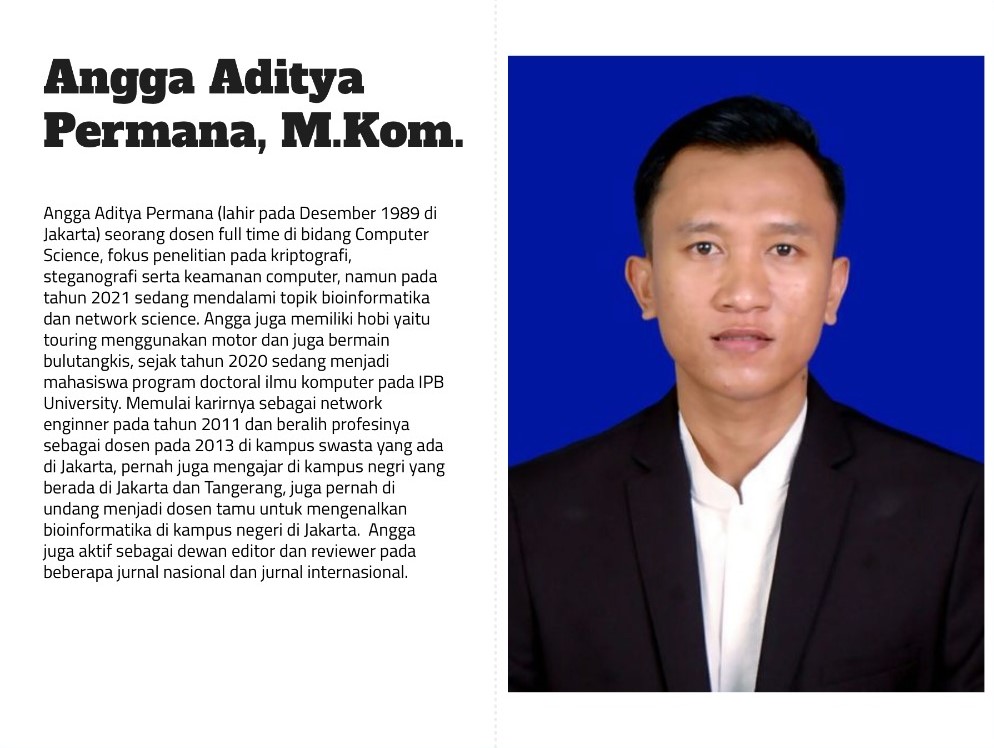 Angga Aditya
Permana, M.Kom.
Angga Aditya Permana (lahir pada Desember 1989 di
Jakarta) seorang dosen full time di bidang Computer
Science, fokus penelitian pada kriptografi,
steganografi serta keamanan computer, namun pada
tahun 2021 sedang mendalami topik bioinformatika
dan network science. Angga juga memiliki hobi yaitu
touring menggunakan motor dan juga bermain
bulutangkis, sejak tahun 2020 sedang menjadi
mahasiswa program doctoral ilmu komputer pada IPB
University. Memulai karirnya sebagai network
enginner pada tahun 2011 dan beralih profesinya
sebagai dosen pada 2013 di kampus swasta yang ada
di Jakarta, pernah juga mengajar di kampus negri yang
berada di Jakarta dan Tangerang, juga pernah di
undang menjadi dosen tamu untuk mengenalkan
bioinformatika di kampus negeri di Jakarta.  Angga
juga aktif sebagai dewan editor dan reviewer pada
beberapa jurnal nasional dan jurnal internasional.